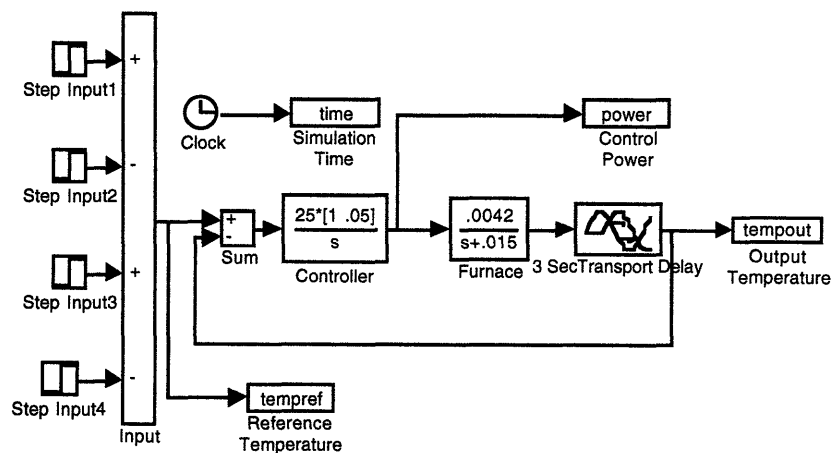 +
Step Input1
-
Step Input2
+
Step Input3
-
Step Input4
Input
Clock
time
Simulation
Time
power
Control
Power
+
-
Sum
25*[1 .05]
s
Controller
.0042
s+.015
Furnace
3 SecTransport Delay
tempout
Output
Temperature
tempref
Reference
Temperature